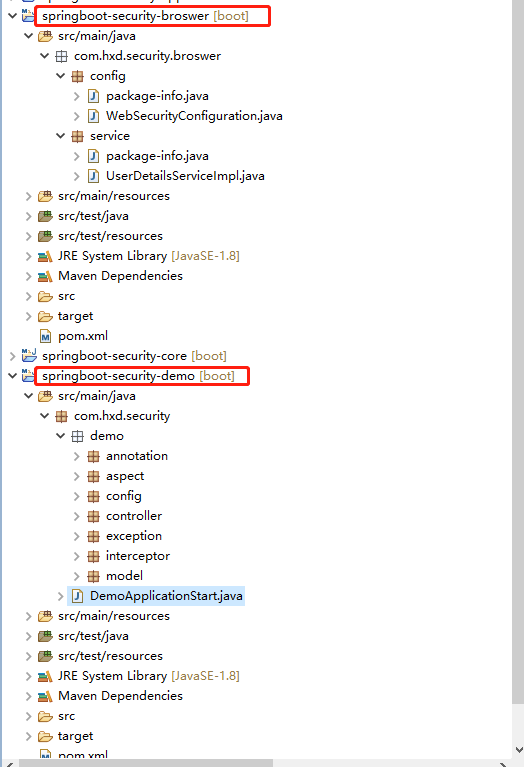 springboot-security-broswer [boot]
src/main/java
com.hxd.security.broswer
config
package-info.java
WebSecurityConfiguration.java
service
package-info.java
UserDetailsServiceImpl.java
src/main/resources
src/test/java
src/test/resources
JRE System Library [JavaSE-1.8]
Maven Dependencies
src
target
pom.xml
springboot-security-core [boot]
springboot-security-demo [boot]
src/main/java
com.hxd.security
demo
annotation
aspect
config
controller
exception
interceptor
model
DemoApplicationStart.java
src/main/resources
src/test/java
src/test/resources
JRE System Library [JavaSE-1.8]
Maven Dependencies
src
target
pom.xml